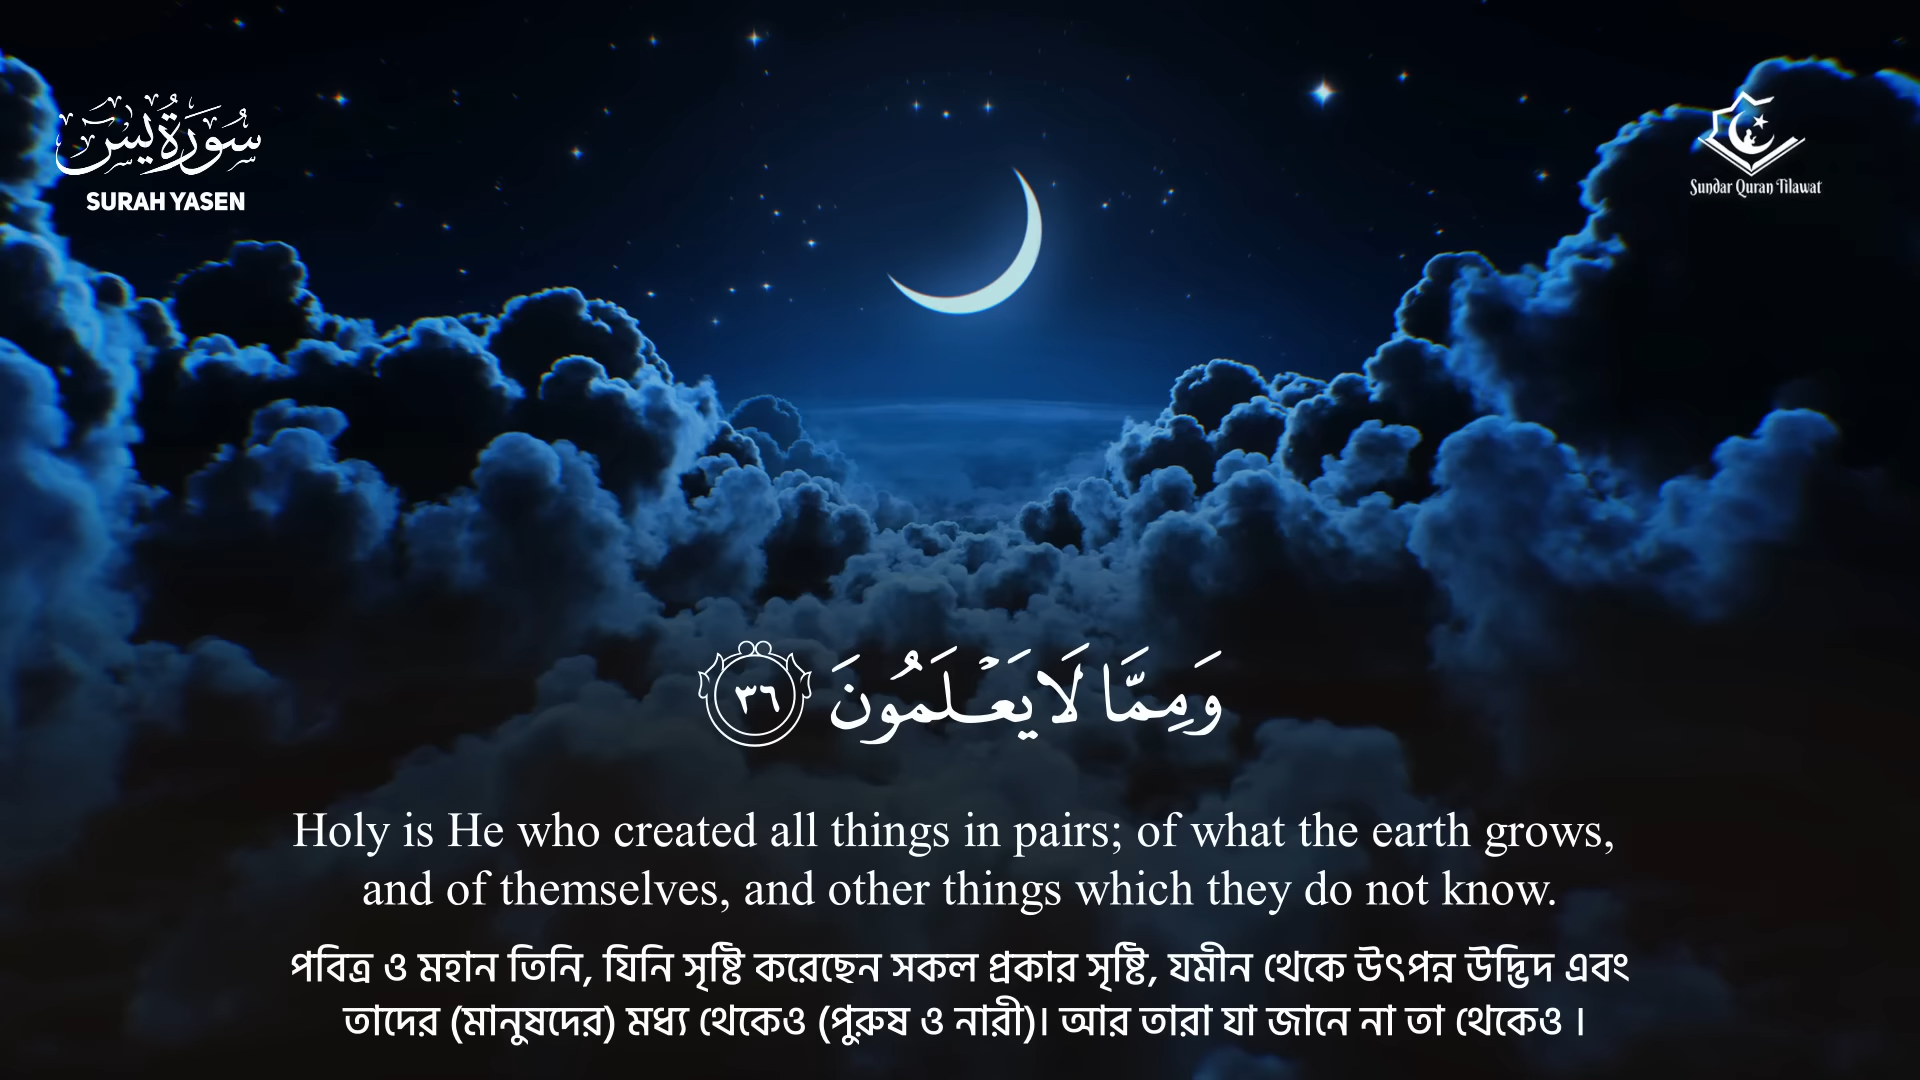 سُورَةُ يس
SURAH YASEN
Sundar Quran Tilawat
وَمِمَّا لَا يَعْلَمُونَ ٣٦
Holy is He who created all things in pairs; of what the earth grows,
and of themselves, and other things which they do not know.
পবিত্র ও মহান তিনি, যিনি সৃষ্টি করেছেন সকল প্রকার সৃষ্টি, যমীন থেকে উৎপন্ন উদ্ভিদ এবং
তাদের (মানুষদের) মধ্য থেকেও (পুরুষ ও নারী)। আর তারা যা জানে না তা থেকেও ।